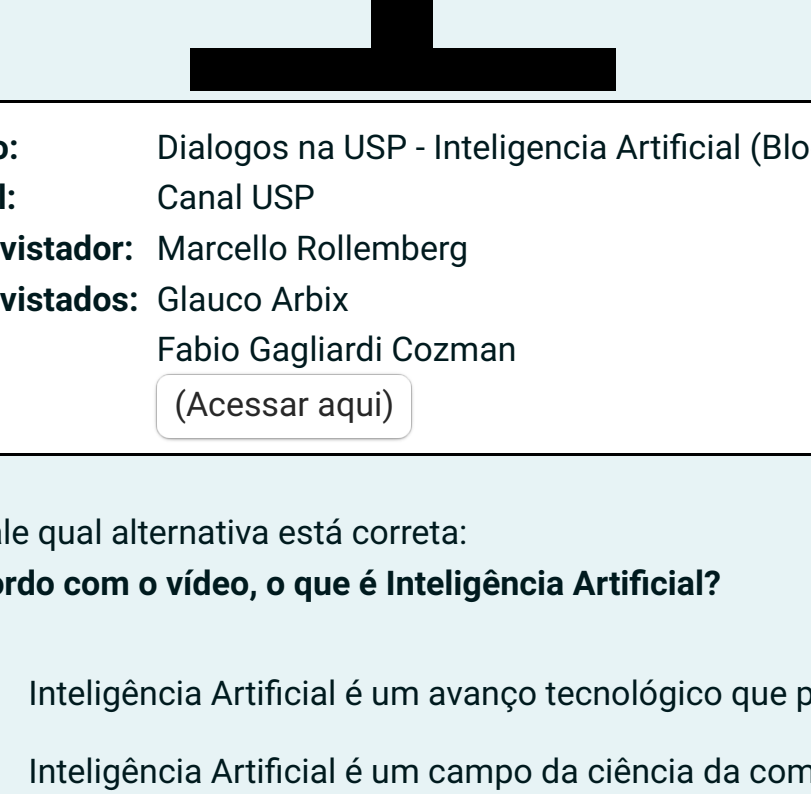 o: Dialogos na USP - Inteligencia Artificial (Blo
l: Canal USP
vistador: Marcello Rollemberg
vistados: Glauco Arbix
Fabio Gagliardi Cozman
(Acessar aqui)
ale qual alternativa está correta:
ordo com o vídeo, o que é Inteligência Artificial?
Inteligência Artificial é um avanço tecnológico que p
Inteligência Artificial é um campo da ciência da com